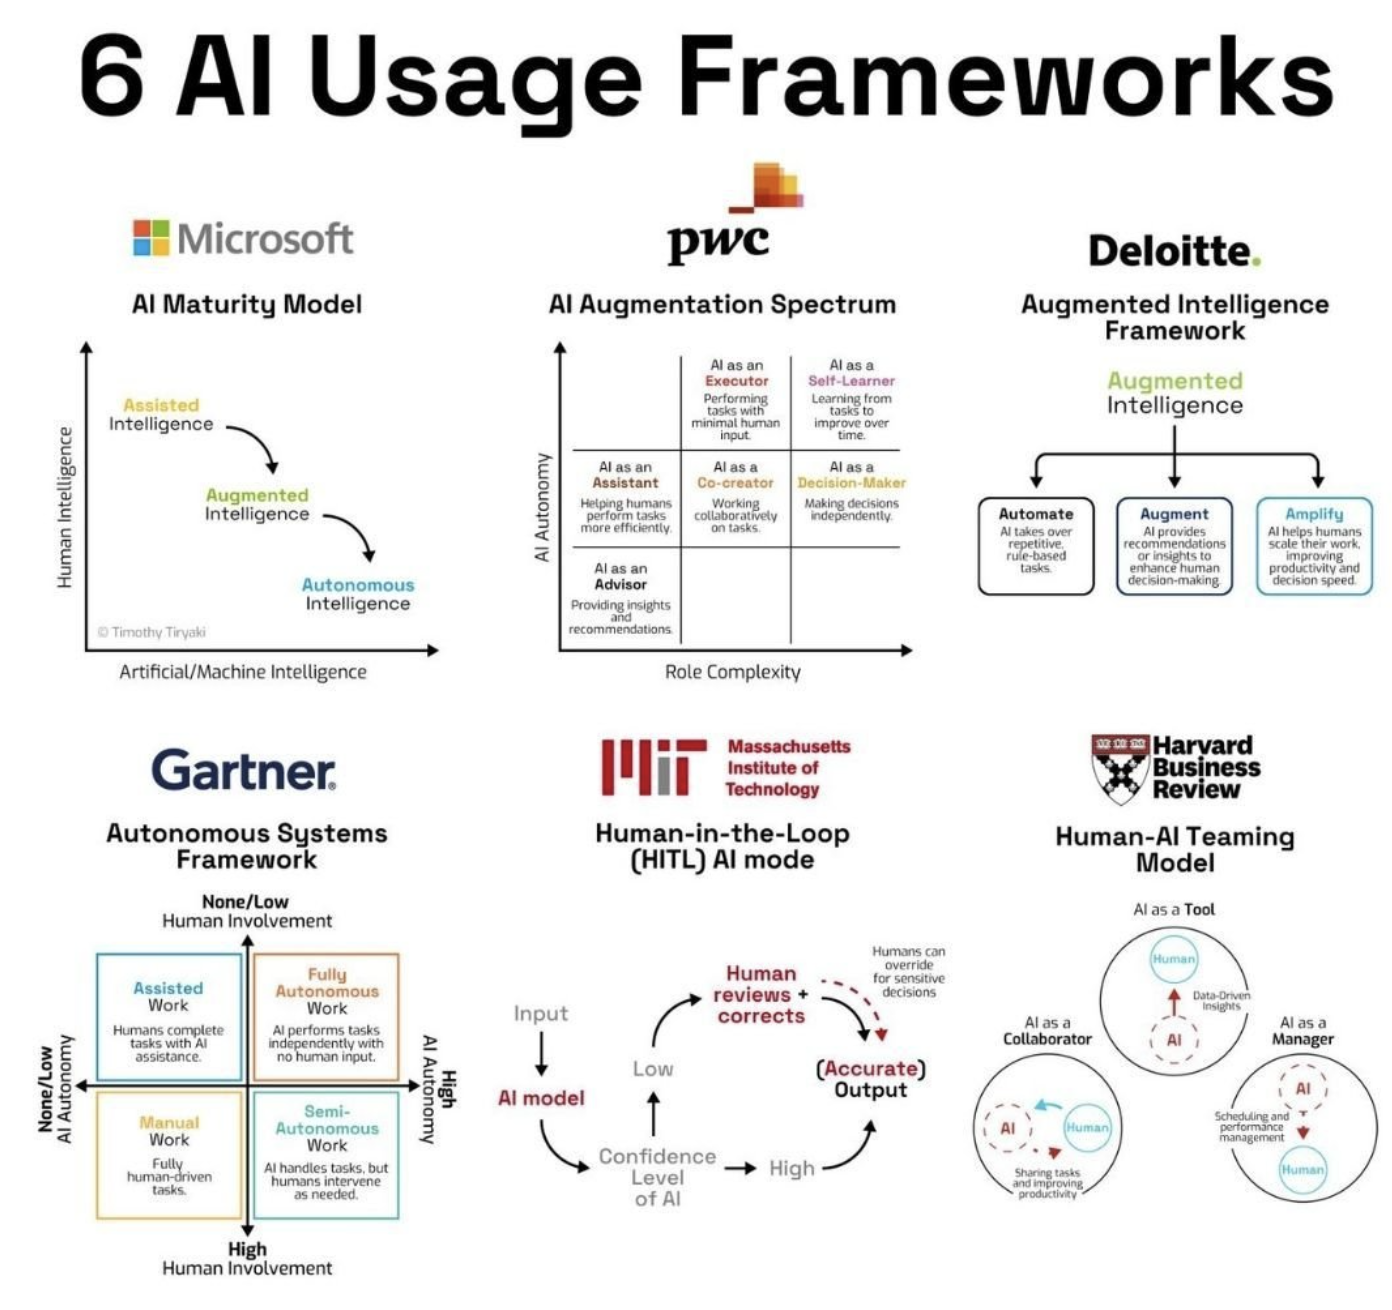 6 AI Usage Frameworks
Microsoft
AI Maturity Model
Human Intelligence
Assisted
Intelligence
Augmented
Intelligence
Autonomous
Intelligence
© Timothy Tiryaki
Artificial/Machine Intelligence
pwc
AI Augmentation Spectrum
AI Autonomy
AI as an
Executor
Performing
tasks with
minimal human
input.
AI as a
Self-Learner
Learning from
tasks to
improve over
time.
AI as an
Assistant
Helping humans
perform tasks
more efficiently.
AI as a
Co-creator
Working
collaboratively
on tasks.
AI as a
Decision-Maker
Making decisions
independently.
AI as an
Advisor
Providing insights
and
recommendations.
Role Complexity
Deloitte.
Augmented Intelligence
Framework
Augmented
Intelligence
Automate
AI takes over
repetitive,
rule-based
tasks.
Augment
AI provides
recommendations
or insights to
enhance human
decision-making.
Amplify
AI helps humans
scale their work,
improving
productivity and
decision speed.
Gartner®
Autonomous Systems
Framework
None/Low
Human Involvement
None/Low
AI Autonomy
Assisted
Work
Humans complete
tasks with AI
assistance.
Fully
Autonomous
Work
AI performs tasks
independently with
no human input.
High
AI Autonomy
Manual
Work
Fully
human-driven
tasks.
Semi-
Autonomous
Work
AI handles tasks, but
humans intervene
as needed.
High
Human Involvement
MIT
Massachusetts
Institute of
Technology
Human-in-the-Loop
(HITL) AI mode
Input
AI model
Confidence
Level
of AI
Low
High
Human
reviews +
corrects
Humans can
override
for sensitive
decisions
(Accurate)
Output
Harvard
Business
Review
Human-AI Teaming
Model
AI as a Tool
Human
Data-Driven
Insights
AI
AI as a
Collaborator
AI
Human
Sharing tasks
and improving
productivity
AI as a
Manager
AI
Scheduling and
performance
management
Human